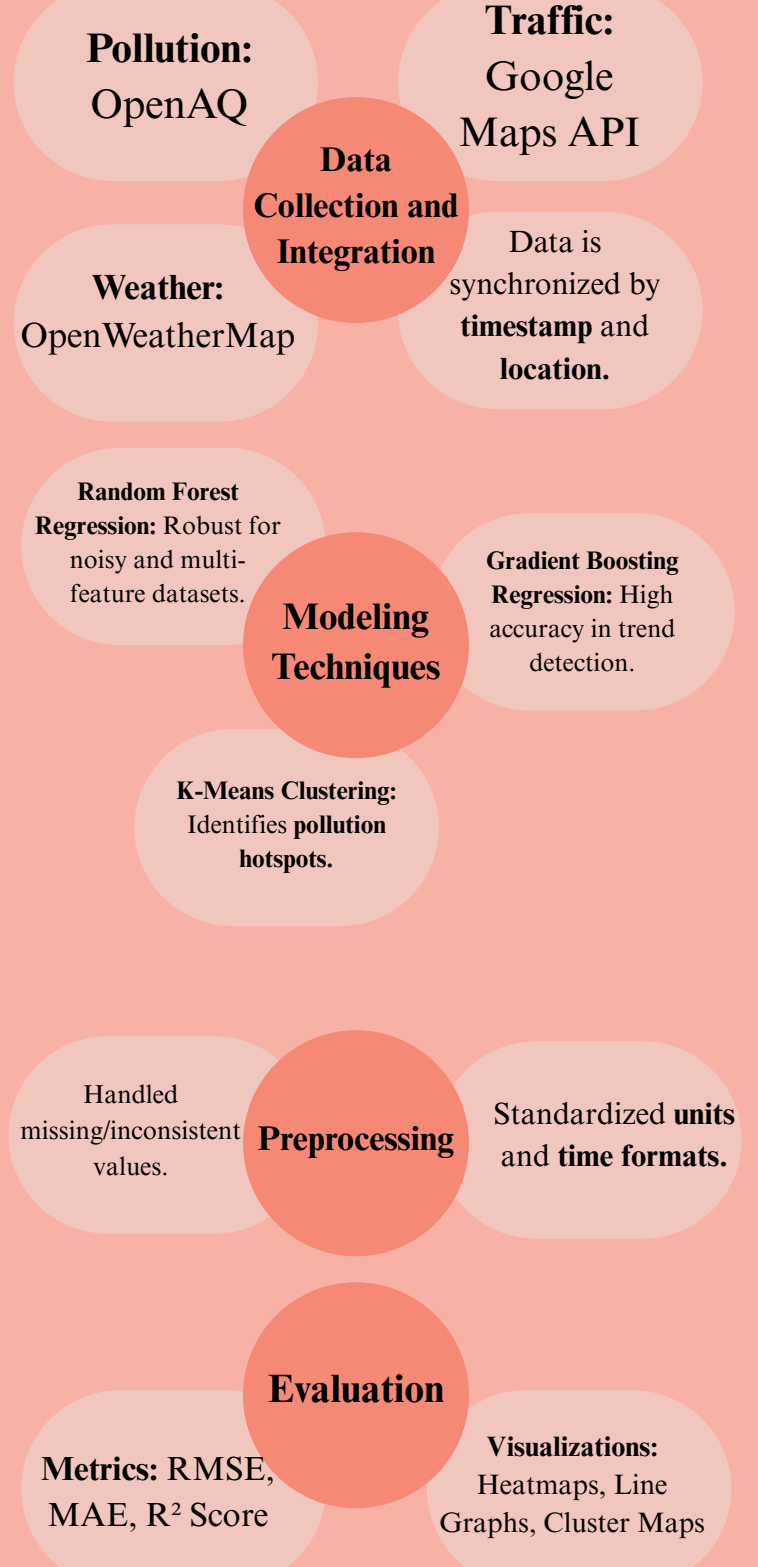 Pollution:
OpenAQ
Traffic:
Google
Maps API
Data
Collection and
Integration
Weather:
OpenWeatherMap
Data is
synchronized by
timestamp and
location.
Random Forest
Regression: Robust for
noisy and multi-
feature datasets.
Modeling
Techniques
Gradient Boosting
Regression: High
accuracy in trend
detection.
K-Means Clustering:
Identifies pollution
hotspots.
Handled
missing/inconsistent
values.
Preprocessing
Standardized units
and time formats.
Evaluation
Metrics: RMSE,
MAE, R² Score
Visualizations:
Heatmaps, Line
Graphs, Cluster Maps